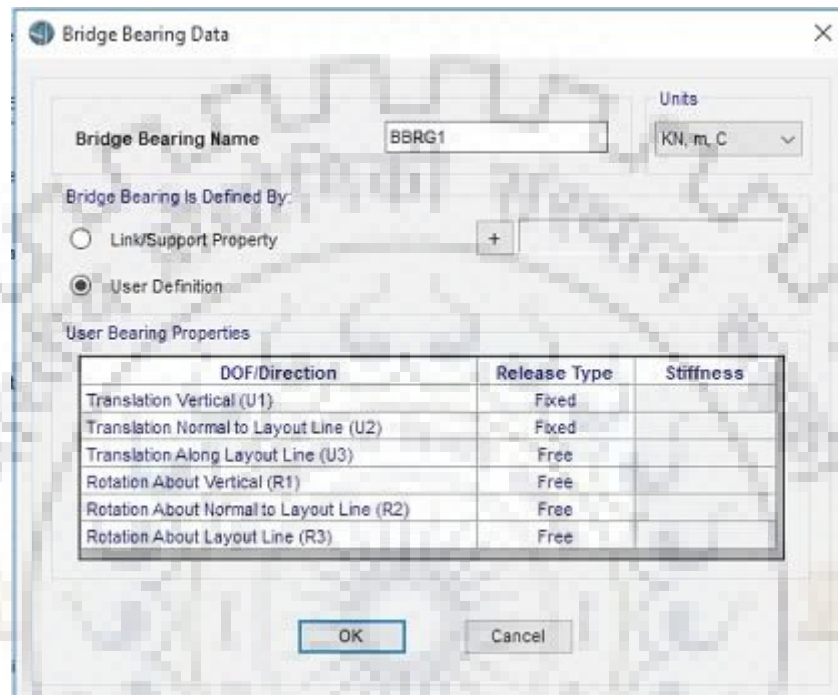 Bridge Bearing Data
Units
Bridge Bearing Name BBRG1 KN, m, C
Bridge Bearing Is Defined By:
Link/Support Property +
User Definition
User Bearing Properties
DOF/Direction Release Type Stiffness
Translation Vertical (U1) Fixed
Translation Normal to Layout Line (U2) Fixed
Translation Along Layout Line (U3) Free
Rotation About Vertical (R1) Free
Rotation About Normal to Layout Line (R2) Free
Rotation About Layout Line (R3) Free
OK Cancel